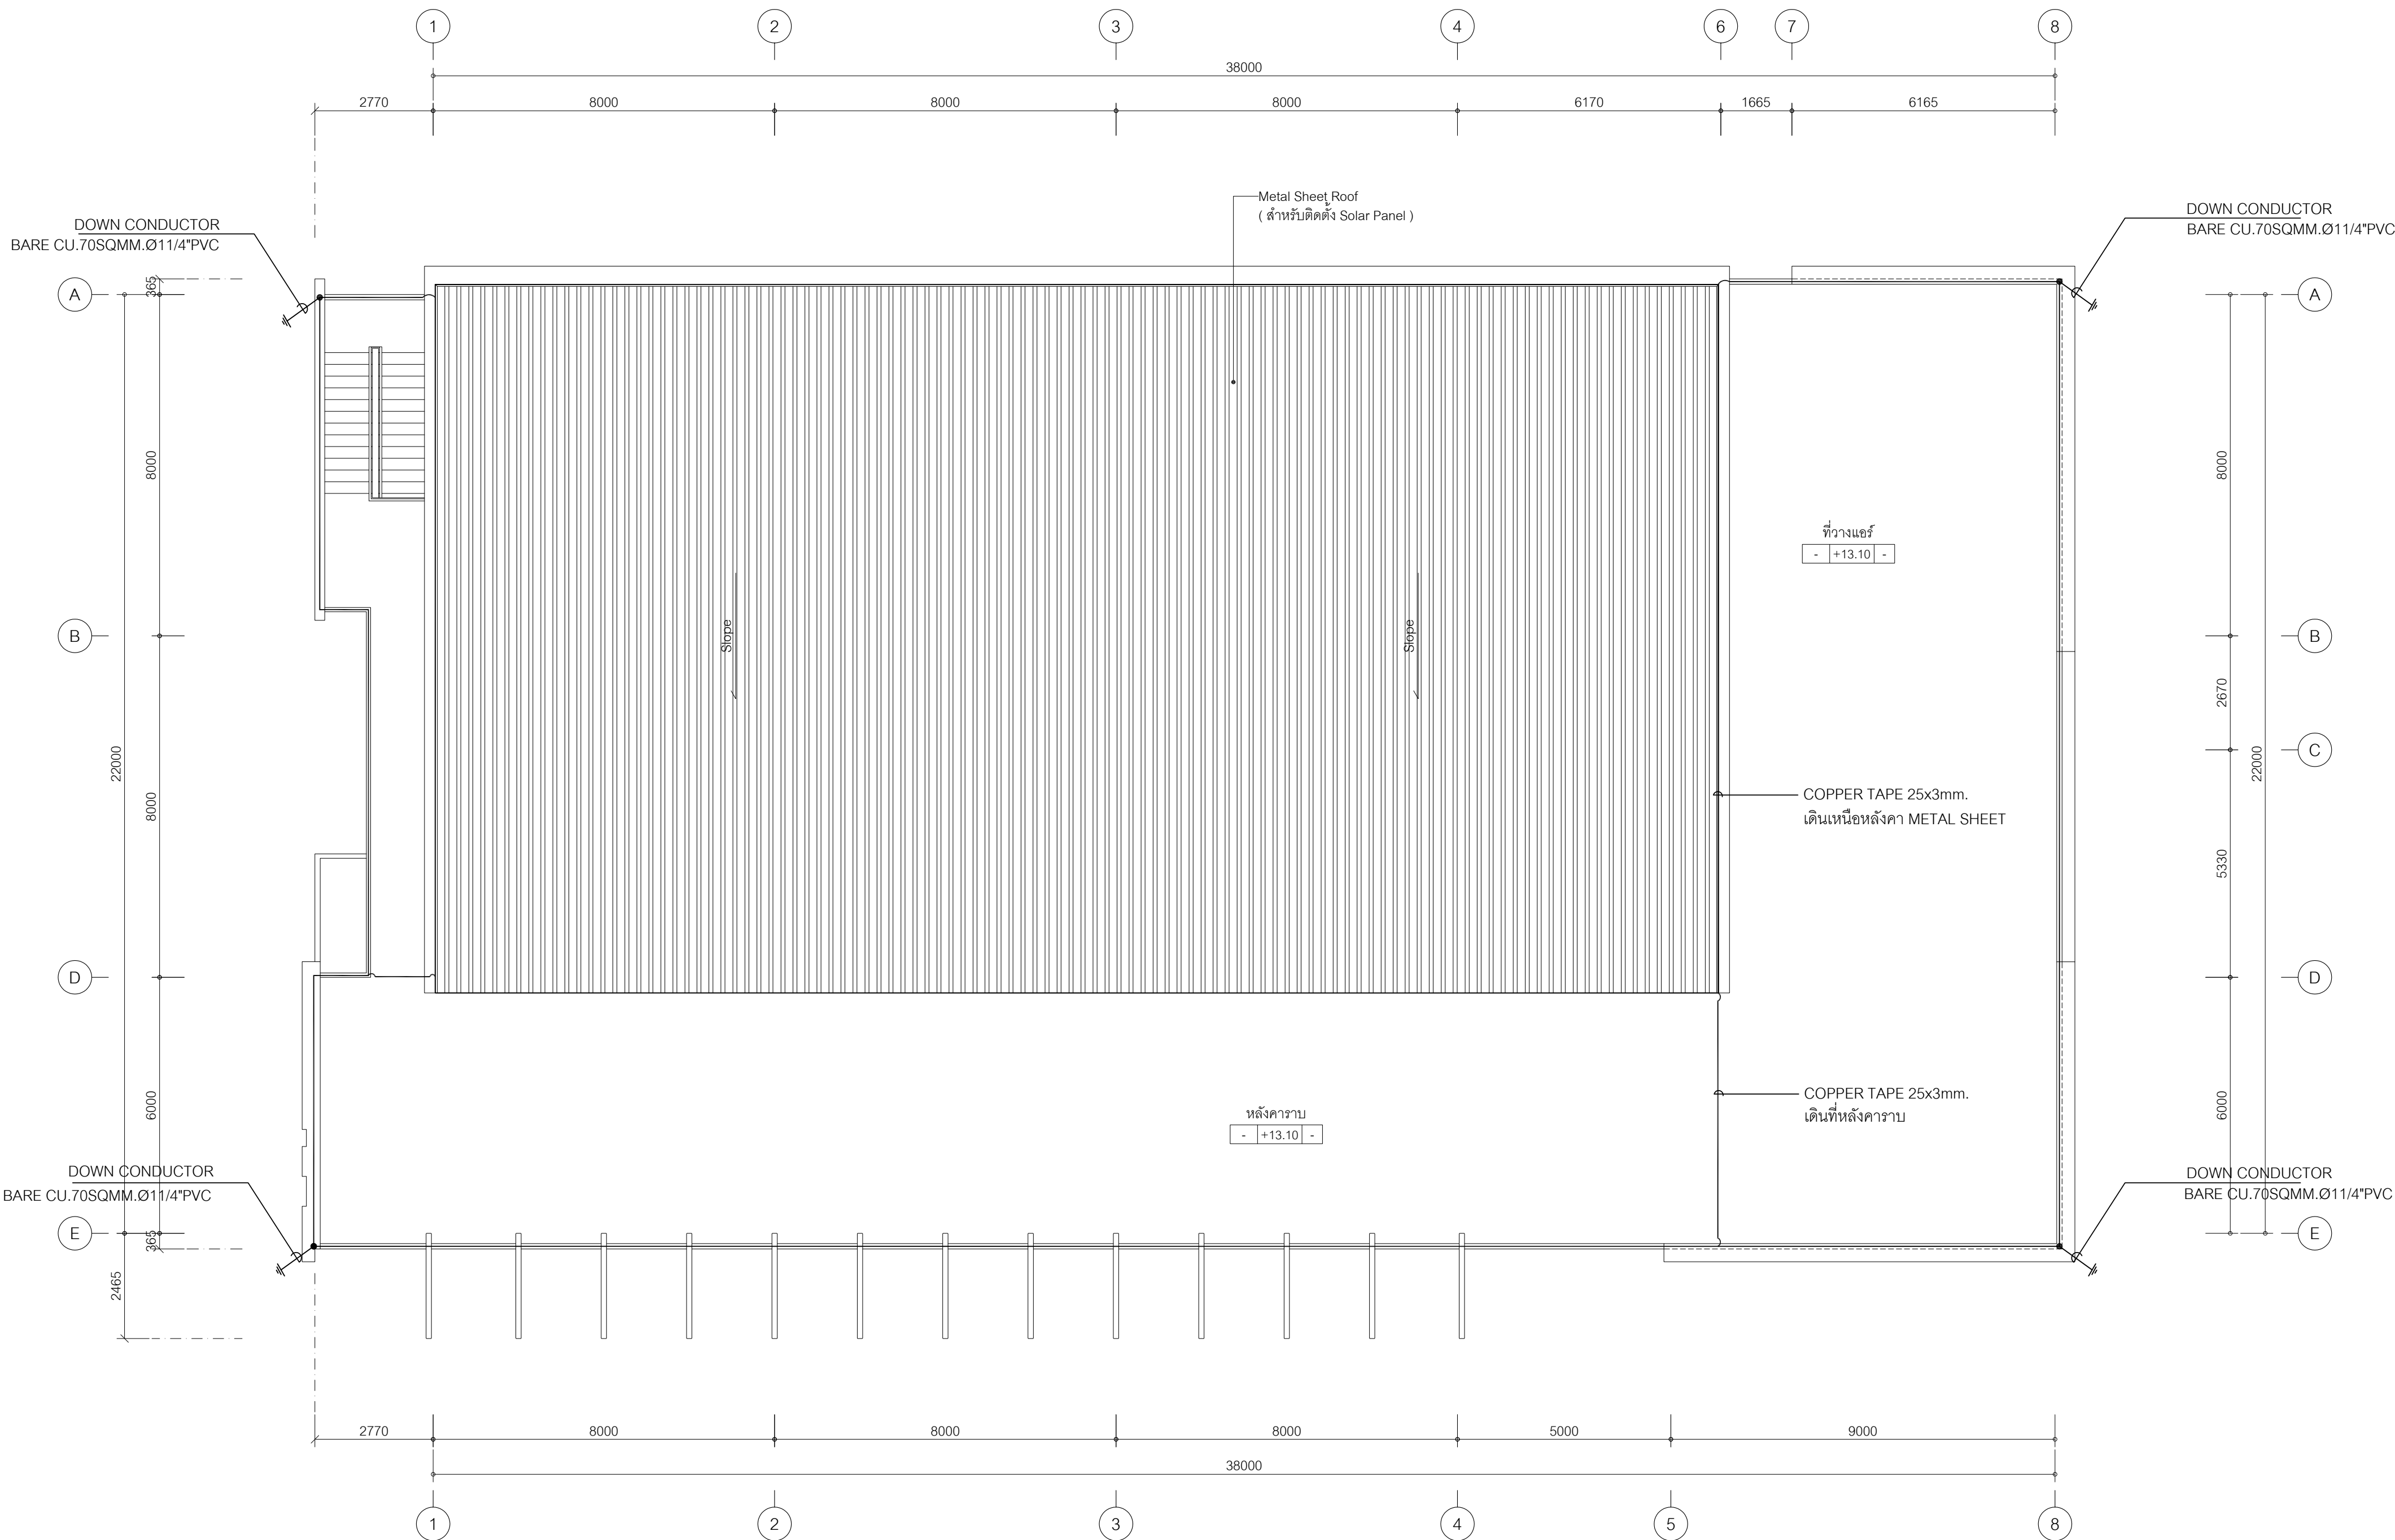 1
2
3
4
6
7
8
38000
2770
8000
8000
8000
6170
1665
6165
Metal Sheet Roof
( สำหรับติดตั้ง Solar Panel )
DOWN CONDUCTOR
BARE CU.70SQMM.Ø11/4"PVC
DOWN CONDUCTOR
BARE CU.70SQMM.Ø11/4"PVC
A
365
A
8000
8000
ที่วางแอร์
- +13.10 -
Slope
Slope
B
B
2670
22000
22000
C
8000
COPPER TAPE 25x3mm.
เดินเหนือหลังคา METAL SHEET
5330
D
D
6000
COPPER TAPE 25x3mm.
เดินที่หลังคาราบ
6000
หลังคาราบ
- +13.10 -
DOWN CONDUCTOR
BARE CU.70SQMM.Ø11/4"PVC
DOWN CONDUCTOR
BARE CU.70SQMM.Ø11/4"PVC
E
365
E
2465
2770
8000
8000
8000
5000
9000
38000
1
2
3
4
5
8